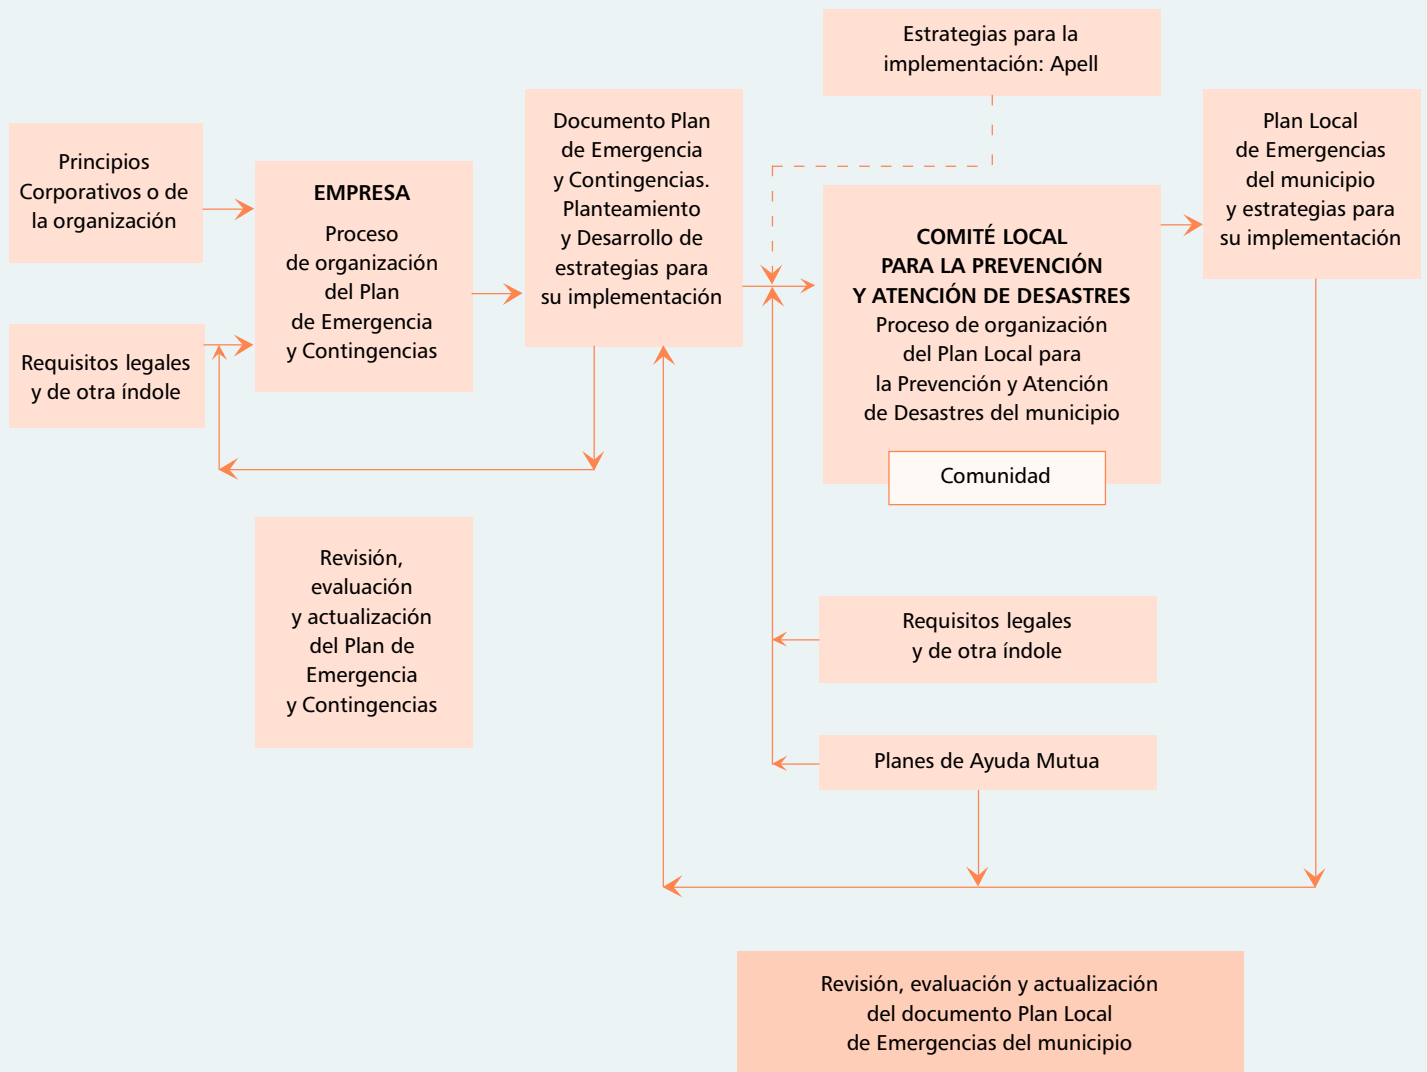 Estrategias para la
implementación: Apell
Principios
Corporativos o de
la organización
Requisitos legales
y de otra índole
EMPRESA
Proceso
de organización
del Plan
de Emergencia
y Contingencias
Documento Plan
de Emergencia
y Contingencias.
Planteamiento
y Desarrollo de
estrategias para
su implementación
COMITÉ LOCAL
PARA LA PREVENCIÓN
Y ATENCIÓN DE DESASTRES
Proceso de organización
del Plan Local para
la Prevención y Atención
de Desastres del municipio
Comunidad
Plan Local
de Emergencias
del municipio
y estrategias para
su implementación
Revisión,
evaluación
y actualización
del Plan de
Emergencia
y Contingencias
Requisitos legales
y de otra índole
Planes de Ayuda Mutua
Revisión, evaluación y actualización
del documento Plan Local
de Emergencias del municipio